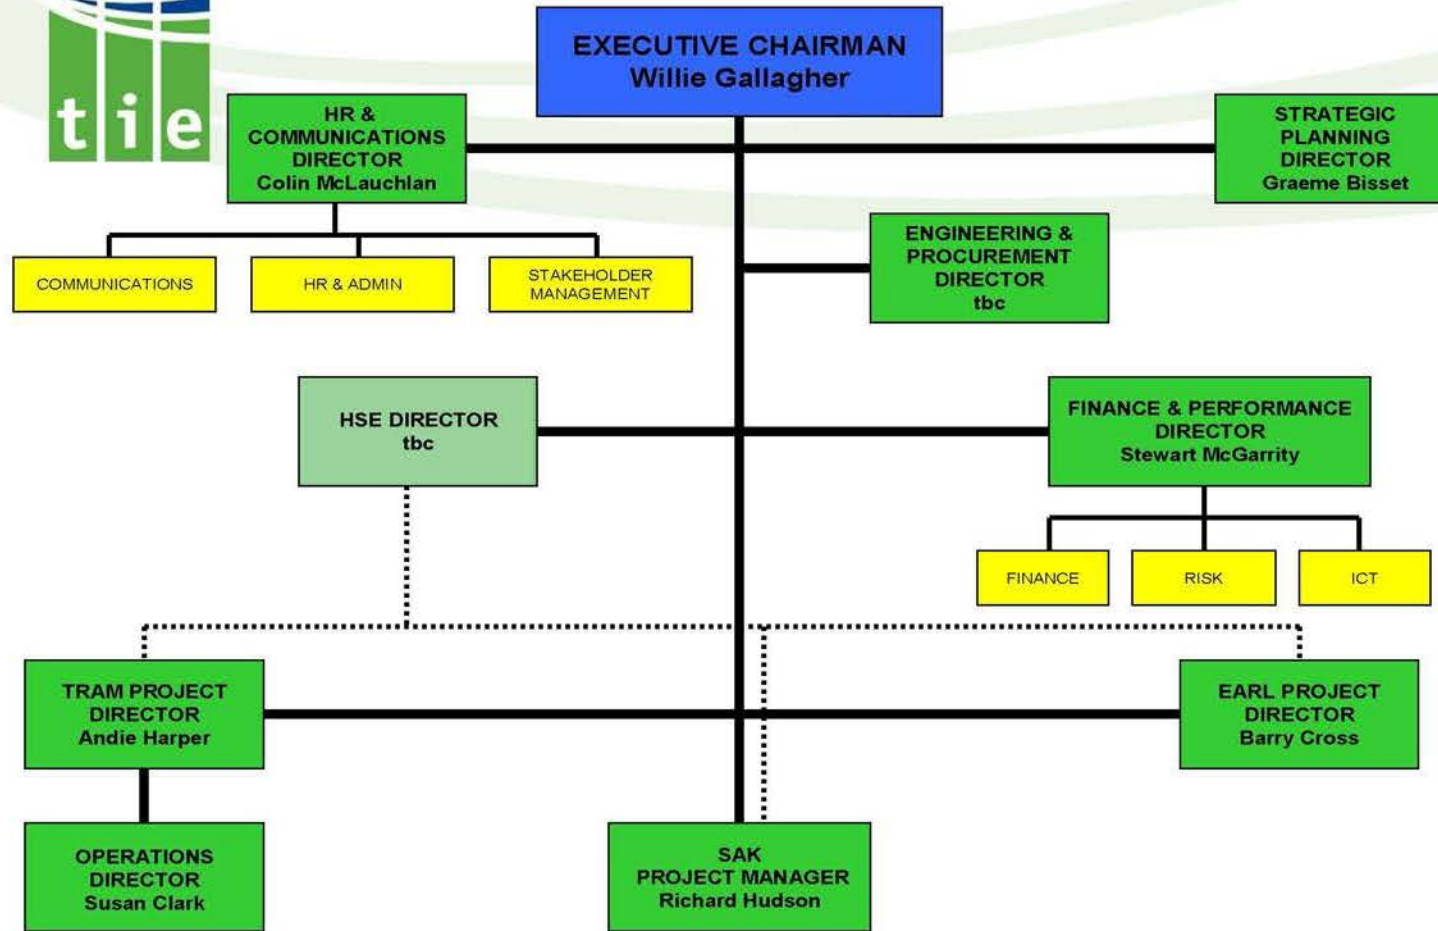 EXECUTIVE CHAIRMAN
Willie Gallagher
tie
HR &
COMMUNICATIONS
DIRECTOR
Colin McLauchlan
STRATEGIC
PLANNING
DIRECTOR
Graeme Bisset
COMMUNICATIONS
HR & ADMIN
STAKEHOLDER
MANAGEMENT
ENGINEERING &
PROCUREMENT
DIRECTOR
tbc
HSE DIRECTOR
tbc
FINANCE & PERFORMANCE
DIRECTOR
Stewart McGarrity
FINANCE
RISK
ICT
TRAM PROJECT
DIRECTOR
Andie Harper
EARL PROJECT
DIRECTOR
Barry Cross
OPERATIONS
DIRECTOR
Susan Clark
SAK
PROJECT MANAGER
Richard Hudson